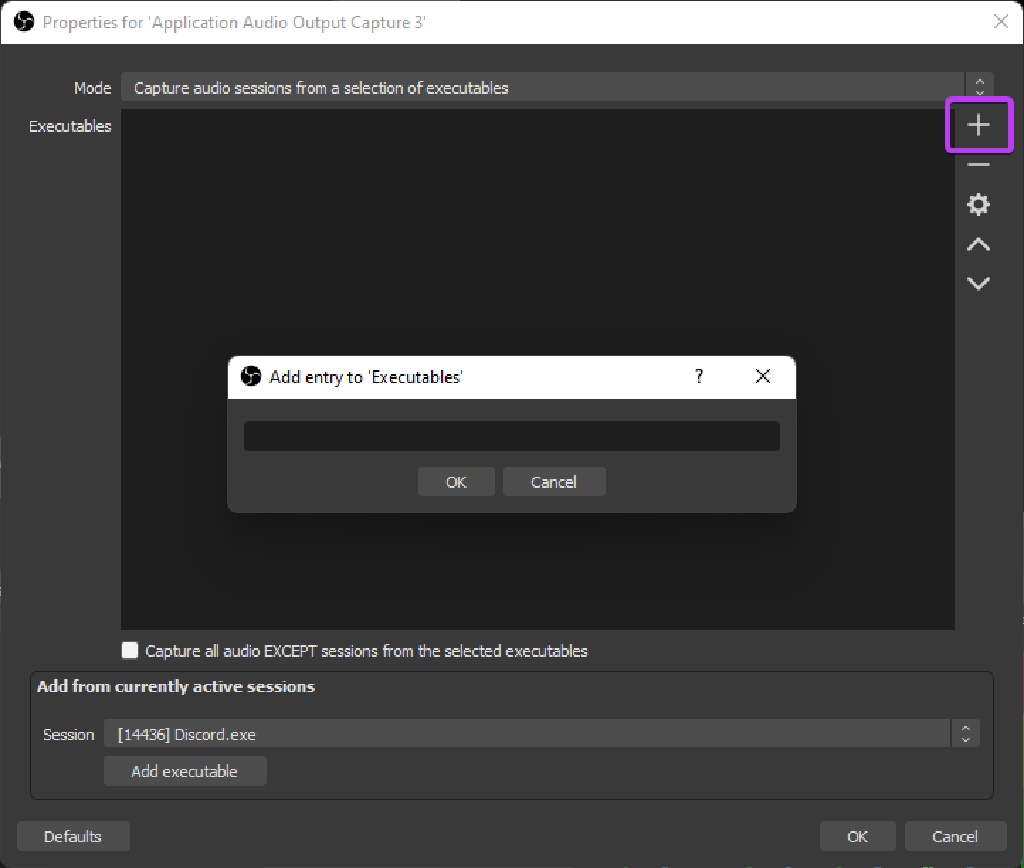 Properties for 'Application Audio Output Capture 3'
Mode Capture audio sessions from a selection of executables
Executables
Add entry to 'Executables' ?
OK Cancel
Capture all audio EXCEPT sessions from the selected executables
Add from currently active sessions
Session [14436] Discord.exe
Add executable
Defaults OK Cancel